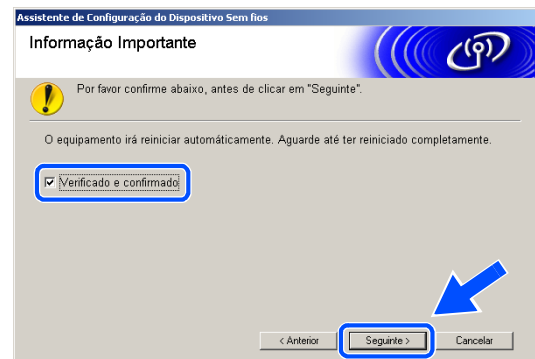 Assistente de Configuração do Dispositivo Sem fios
Informação Importante
Por favor confirme abaixo, antes de clicar em "Seguinte".
O equipamento irá reiniciar automáticamente. Aguarde até ter reiniciado completamente.
Verificado e confirmado
< Anterior
Seguinte >
Cancelar